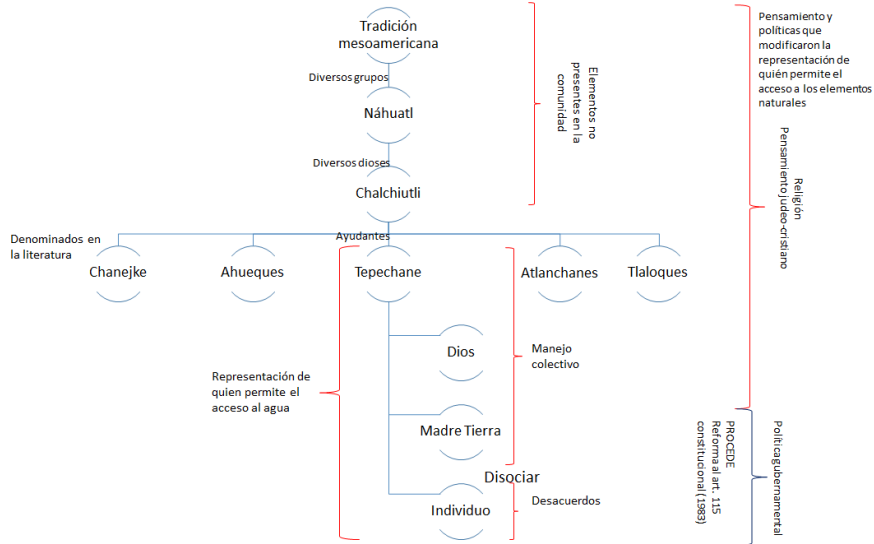 Tradición
mesoamericana
Diversos grupos
Náhuatl
Diversos dioses
Chalchiutli
Elementos no
presentes en la
comunidad
Pensamiento y
políticas que
modificaron la
representación de
quién permite el
acceso a los elementos
naturales
Religión
Pensamiento judeo-cristiano
Denominados en
la literatura
Ayudantes
Chanejke
Ahueques
Tepechane
Atlanchanes
Tlaloques
Representación de
quien permite el
acceso al agua
Dios
Madre Tierra
Manejo
colectivo
Disociar
Individuo
Desacuerdos
Políticagubernamental
PROCEDE
Reforma al art. 115
constitucional (1983)